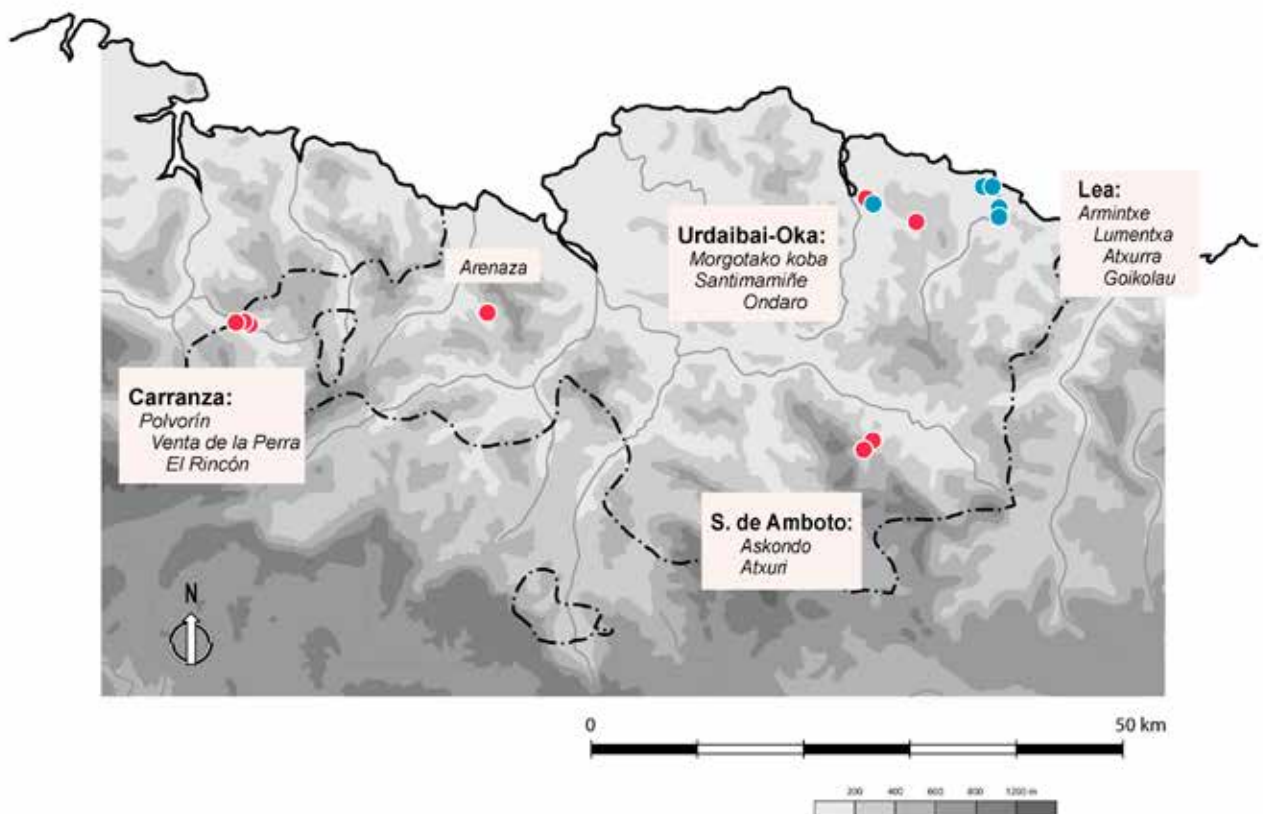 Lea:
Armintxe
Lumentxa
Atxurra
Goikolau
Urdaibai-Oka:
Morgotako koba
Santimamiñe
Ondaro
Arenaza
Carranza:
Polvorín
Venta de la Perra
El Rincón
S. de Amboto:
Askondo
Atxuri
N
0 50 km
200 400 600 800 1200 m